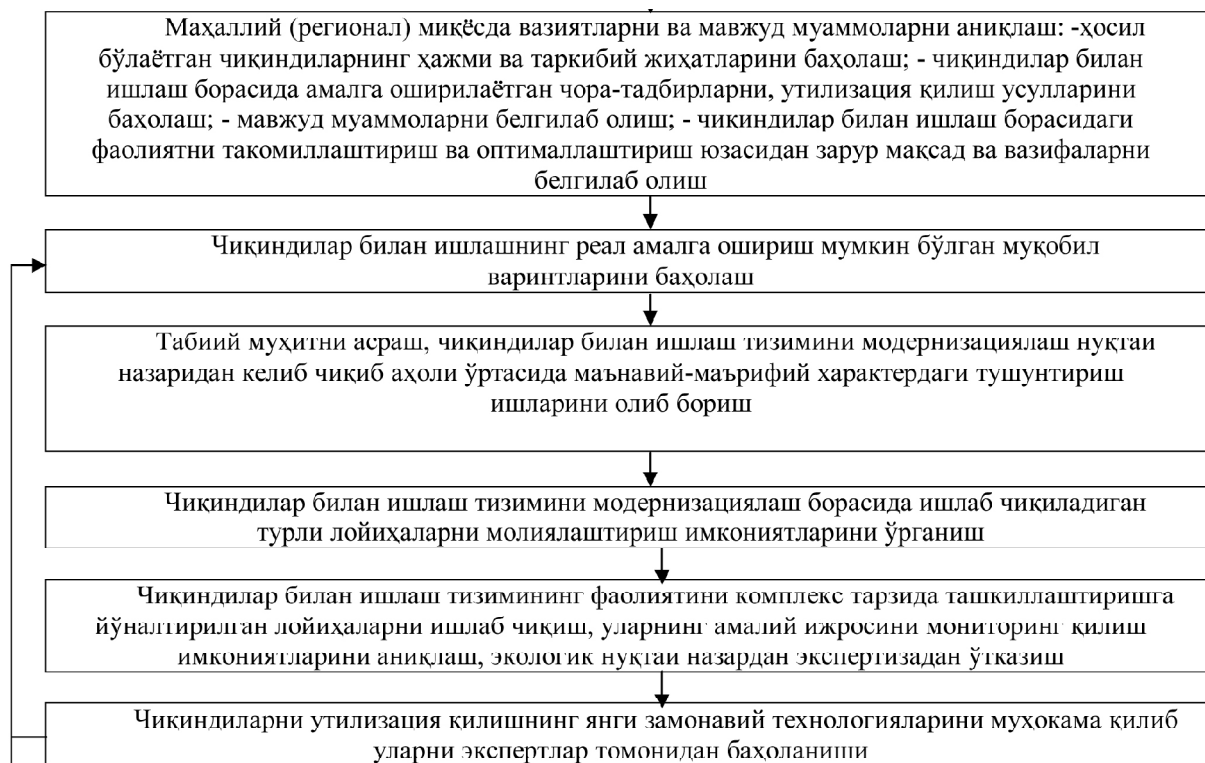 Маҳаллий (регионал) миқёсда вазиятларни ва мавжуд муаммоларни аниқлаш: -ҳосил
бўлаётган чиқиндиларнинг ҳажми ва таркибий жиҳатларини баҳолаш; - чиқиндилар билан
ишлаш борасида амалга оширилаётган чора-тадбирларни, утилизация қилиш усулларини
баҳолаш; - мавжуд муаммоларни белгилаб олиш; - чиқиндилар билан ишлаш борасидаги
фаолиятни такомиллаштириш ва оптималлаштириш юзасидан зарур мақсад ва вазифаларни
белгилаб олиш
Чиқиндилар билан ишлашнинг реал амалга ошириш мумкин бўлган муқобил
варинтларини баҳолаш
Табиий муҳитни асраш, чиқиндилар билан ишлаш тизимини модернизациялаш нуқтаи
назаридан келиб чиқиб аҳоли ўртасида маънавий-маърифий характердаги тушунтириш
ишларини олиб бориш
Чиқиндилар билан ишлаш тизимини модернизациялаш борасида ишлаб чиқиладиган
турли лойиҳаларни молиялаштириш имкониятларини ўрганиш
Чиқиндилар билан ишлаш тизимининг фаолиятини комплекс тарзида ташкиллаштиришга
йўналтирилган лойиҳаларни ишлаб чиқиш, уларнинг амалий ижросини мониторинг қилиш
имкониятларини аниқлаш, экологик нуқтаи назардан экспертизадан ўтказиш
Чиқиндиларни утилизация қилишнинг янги замонавий технологияларини муҳокама қилиб
уларни экспертлар томонидан баҳоланиши